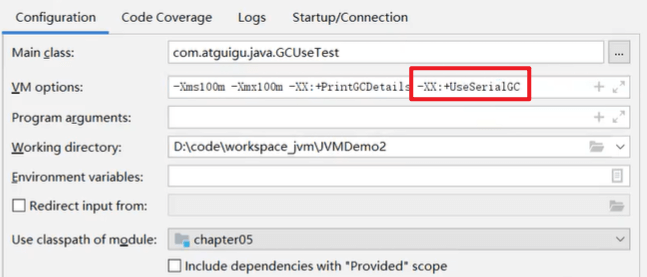 Configuration Code Coverage Logs Startup/Connection
Main class: com.atguigu.java.GCUseTest ...
VM options: -Xms100m -Xmx100m -XX:+PrintGCDetails -XX:+UseSerialGC
Program arguments:
Working directory: D:\code\workspace_jvm\JVMDemo2
Environment variables:
Redirect input from:
Use classpath of module: chapter05
Include dependencies with "Provided" scope